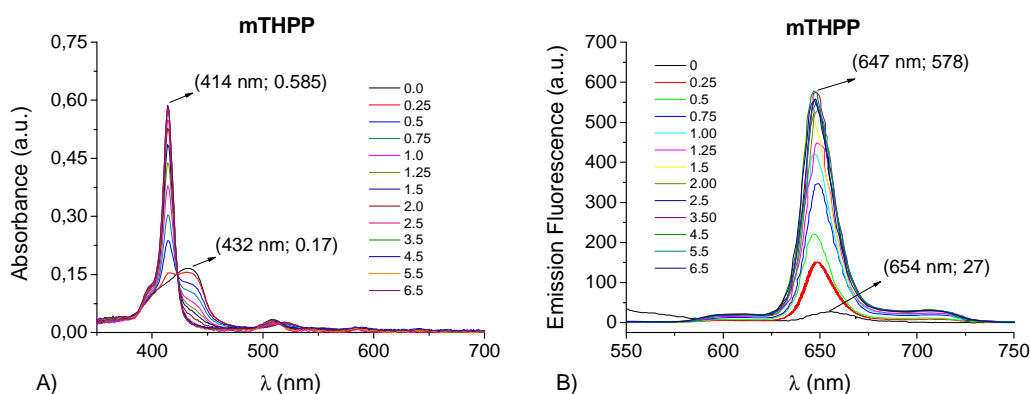 mTHPP
0,75
0,60
0,45
0,30
0,15
0,00
Absorbance (a.u.)
(414 nm; 0.585)
(432 nm; 0.17)
0.0
0.25
0.5
0.75
1.0
1.25
1.5
2.0
2.5
3.5
4.5
5.5
6.5
400 500 600 700
λ (nm)
A)
mTHPP
700
600
500
400
300
200
100
0
Emission Fluorescence (a.u.)
(647 nm; 578)
(654 nm; 27)
0
0.25
0.5
0.75
1.00
1.25
1.5
2.00
2.5
3.50
4.5
5.5
6.5
550 600 650 700 750
λ (nm)
B)